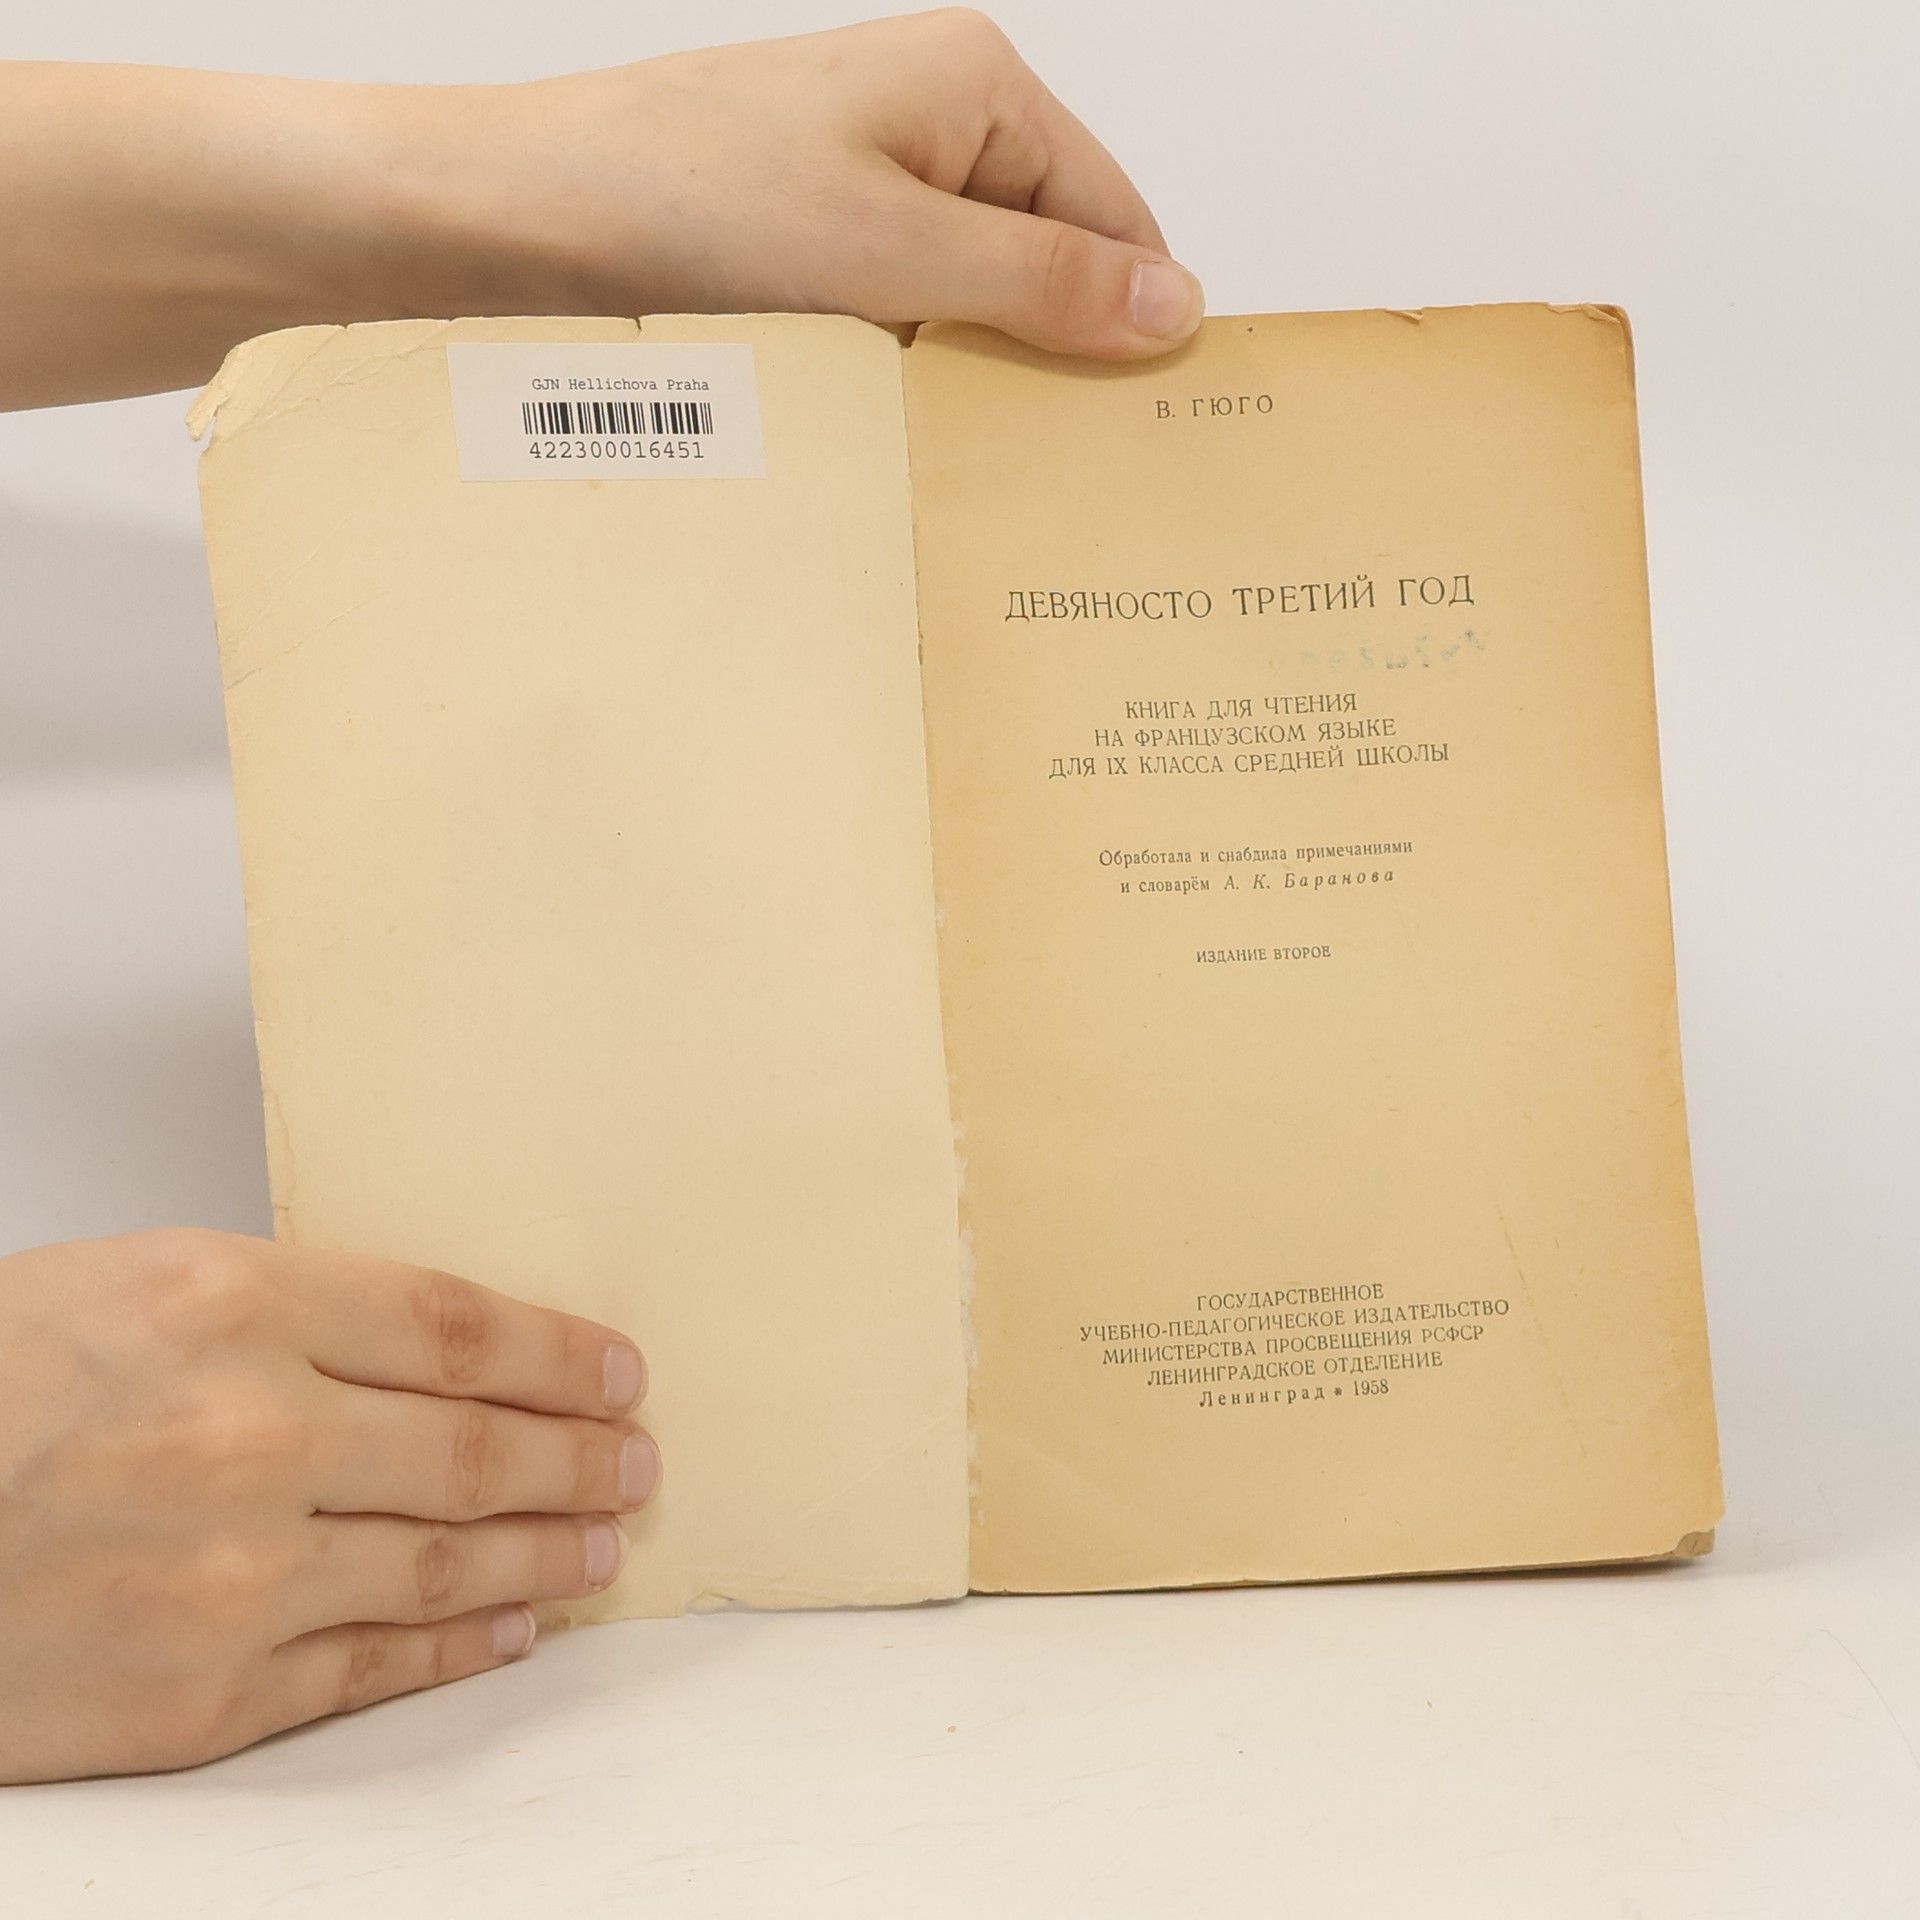 GJN Hellichova Praha
422300016451
В. ГЮГО
ДЕВЯНОСТО ТРЕТИЙ ГОД
КНИГА ДЛЯ ЧТЕНИЯ
НА ФРАНЦУЗСКОМ ЯЗЫКЕ
ДЛЯ IX КЛАССА СРЕДНЕЙ ШКОЛЫ
Обработала и снабдила примечаниями
и словарём А. К. Баранова
ИЗДАНИЕ ВТОРОЕ
ГОСУДАРСТВЕННОЕ
УЧЕБНО-ПЕДАГОГИЧЕСКОЕ ИЗДАТЕЛЬСТВО
МИНИСТЕРСТВА ПРОСВЕЩЕНИЯ РСФСР
ЛЕНИНГРАДСКОЕ ОТДЕЛЕНИЕ
Ленинград * 1958